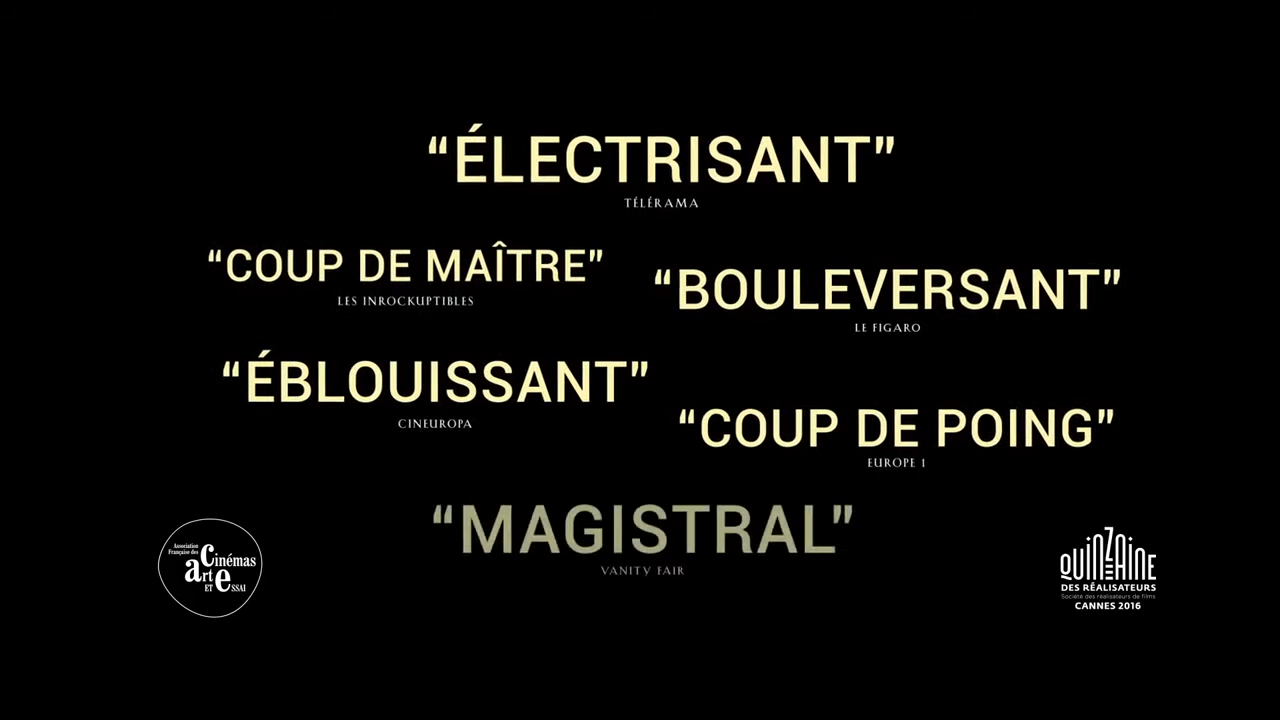 “ÉLECTRISANT”
TÉLÉRAMA
“COUP DE MAÎTRE”
LES INROCKUPTIBLES
“BOULEVERSANT”
LE FIGARO
“ÉBLOUISSANT”
CINEUROPA
“COUP DE POING”
EUROPE 1
“MAGISTRAL”
VANITY FAIR
Association
Française des
Cinémas
art
ET Essai
QUINZAINE
DES RÉALISATEURS
Société des réalisateurs de films
CANNES 2016